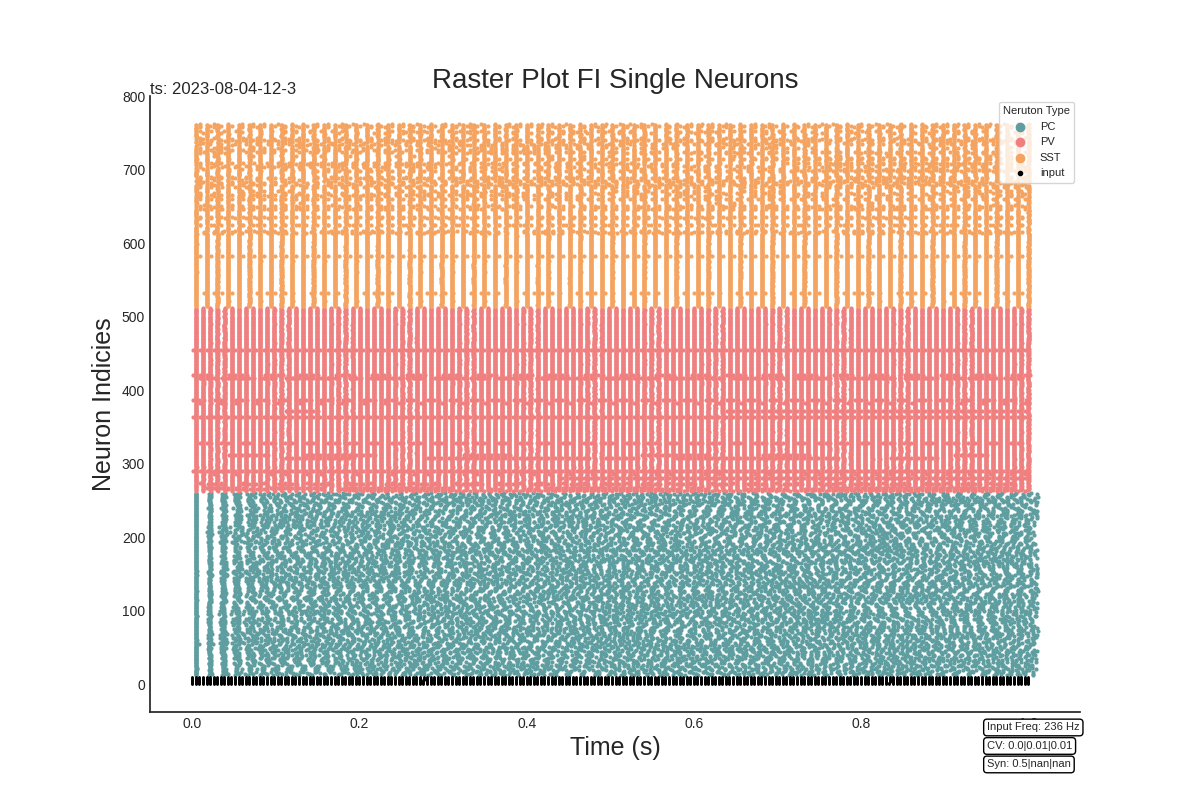 Raster Plot FI Single Neurons
ts: 2023-08-04-12-3
Neruton Type
PC
PV
SST
input
Neuron Indicies
800
700
600
500
400
300
200
100
0
0.0
0.2
0.4
0.6
0.8
Time (s)
Input Freq: 236 Hz
CV: 0.0|0.01|0.01
Syn: 0.5|nan|nan